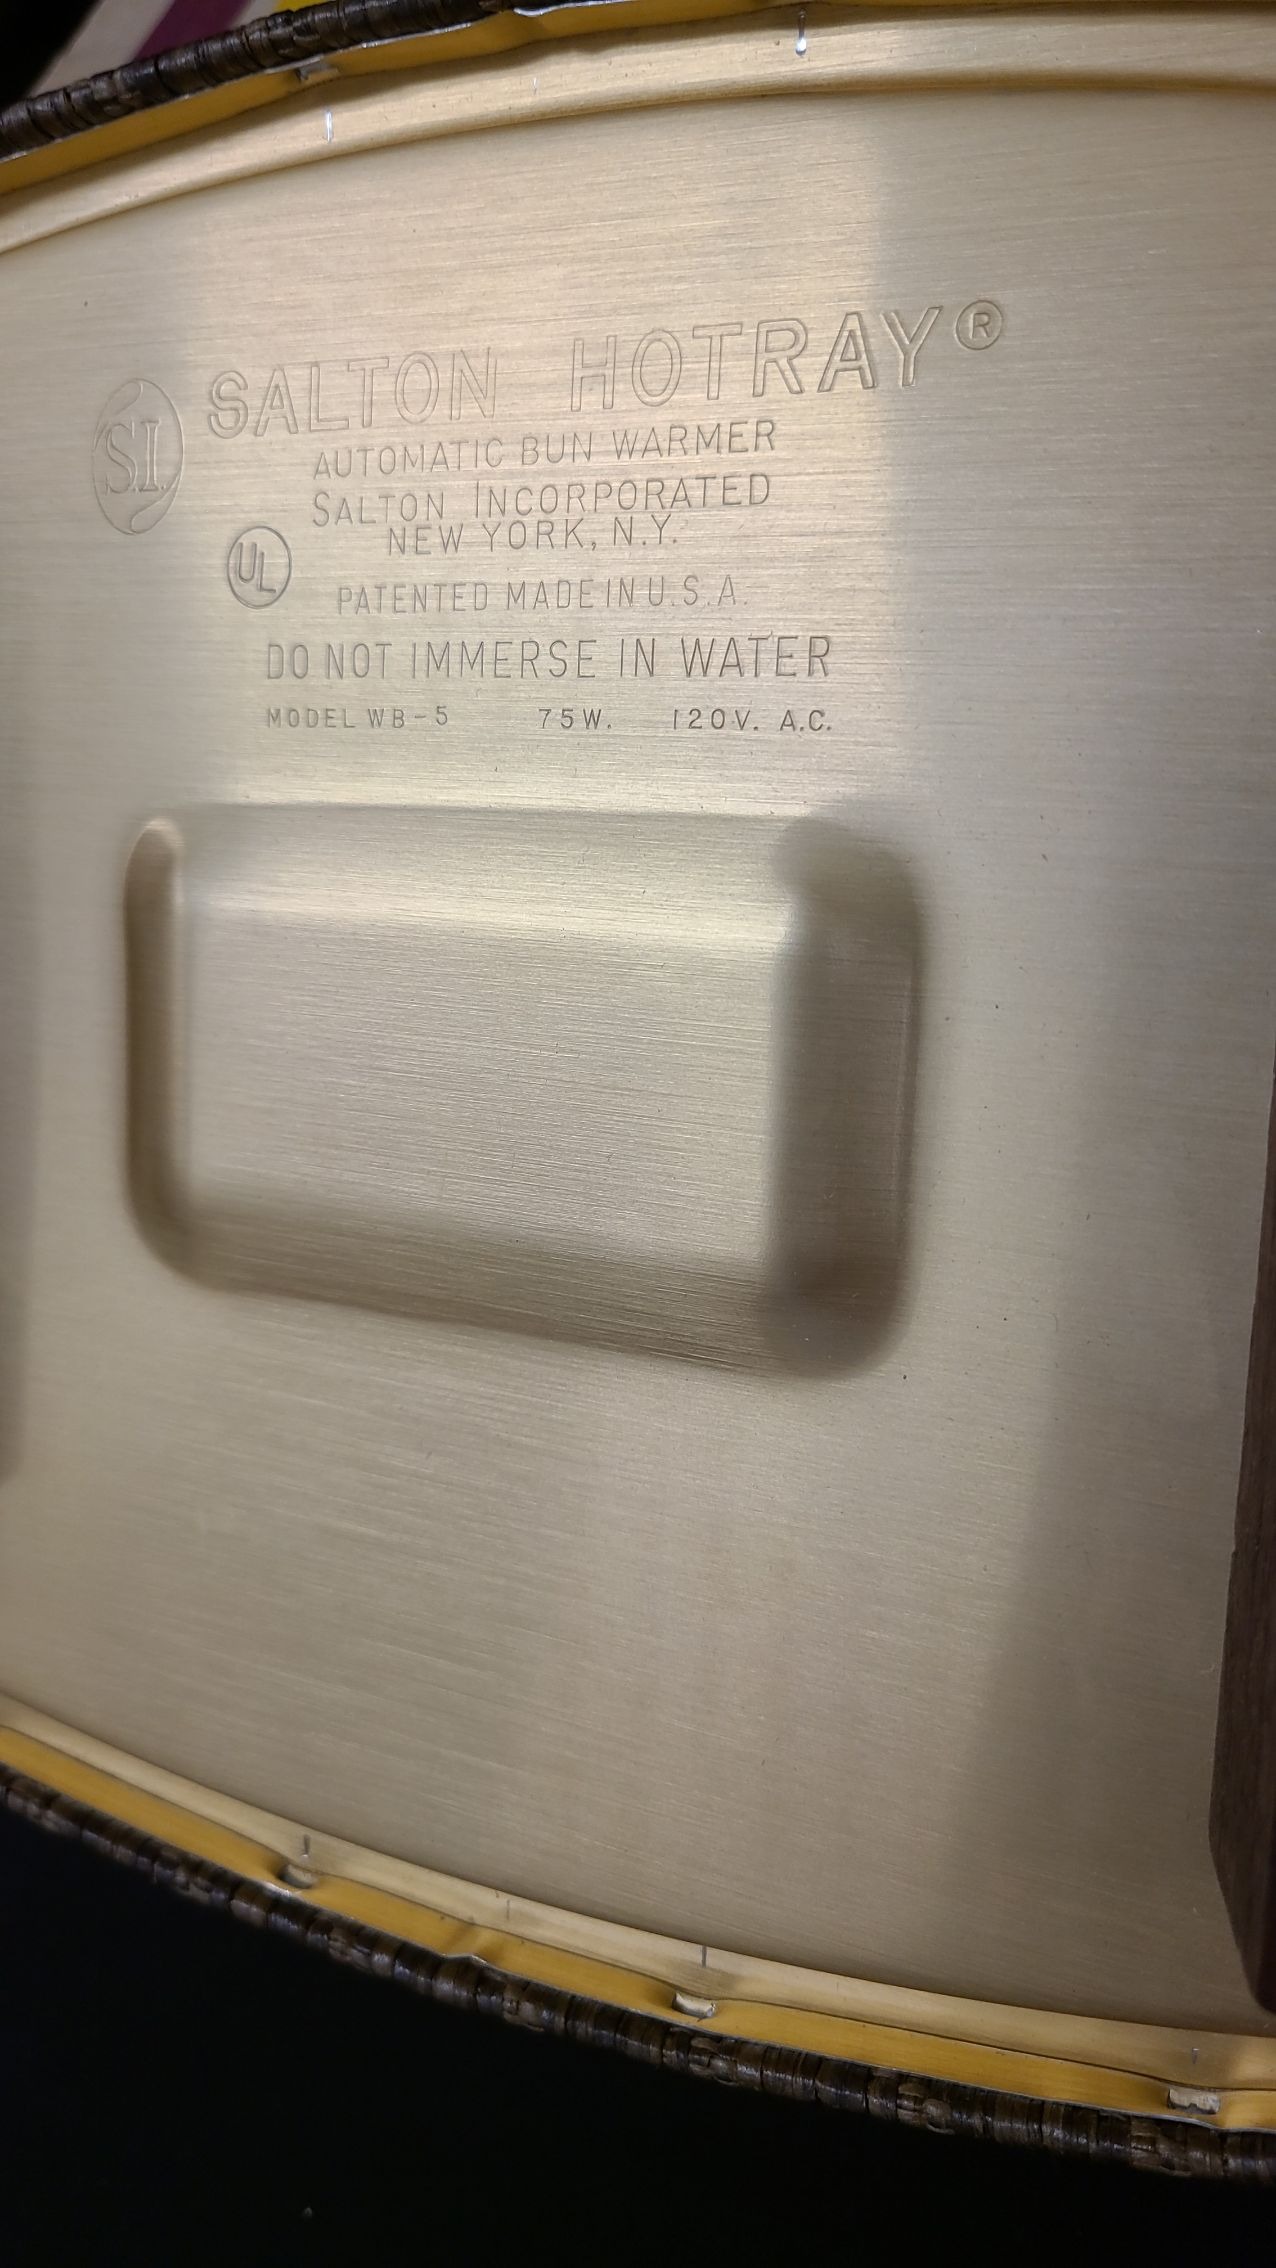 SALTON HOTRAY®
S.I.
AUTOMATIC BUN WARMER
SALTON INCORPORATED
NEW YORK, N.Y.
UL
PATENTED MADE IN U.S.A.
DO NOT IMMERSE IN WATER
MODEL WB-5 75W. 120V. A.C.